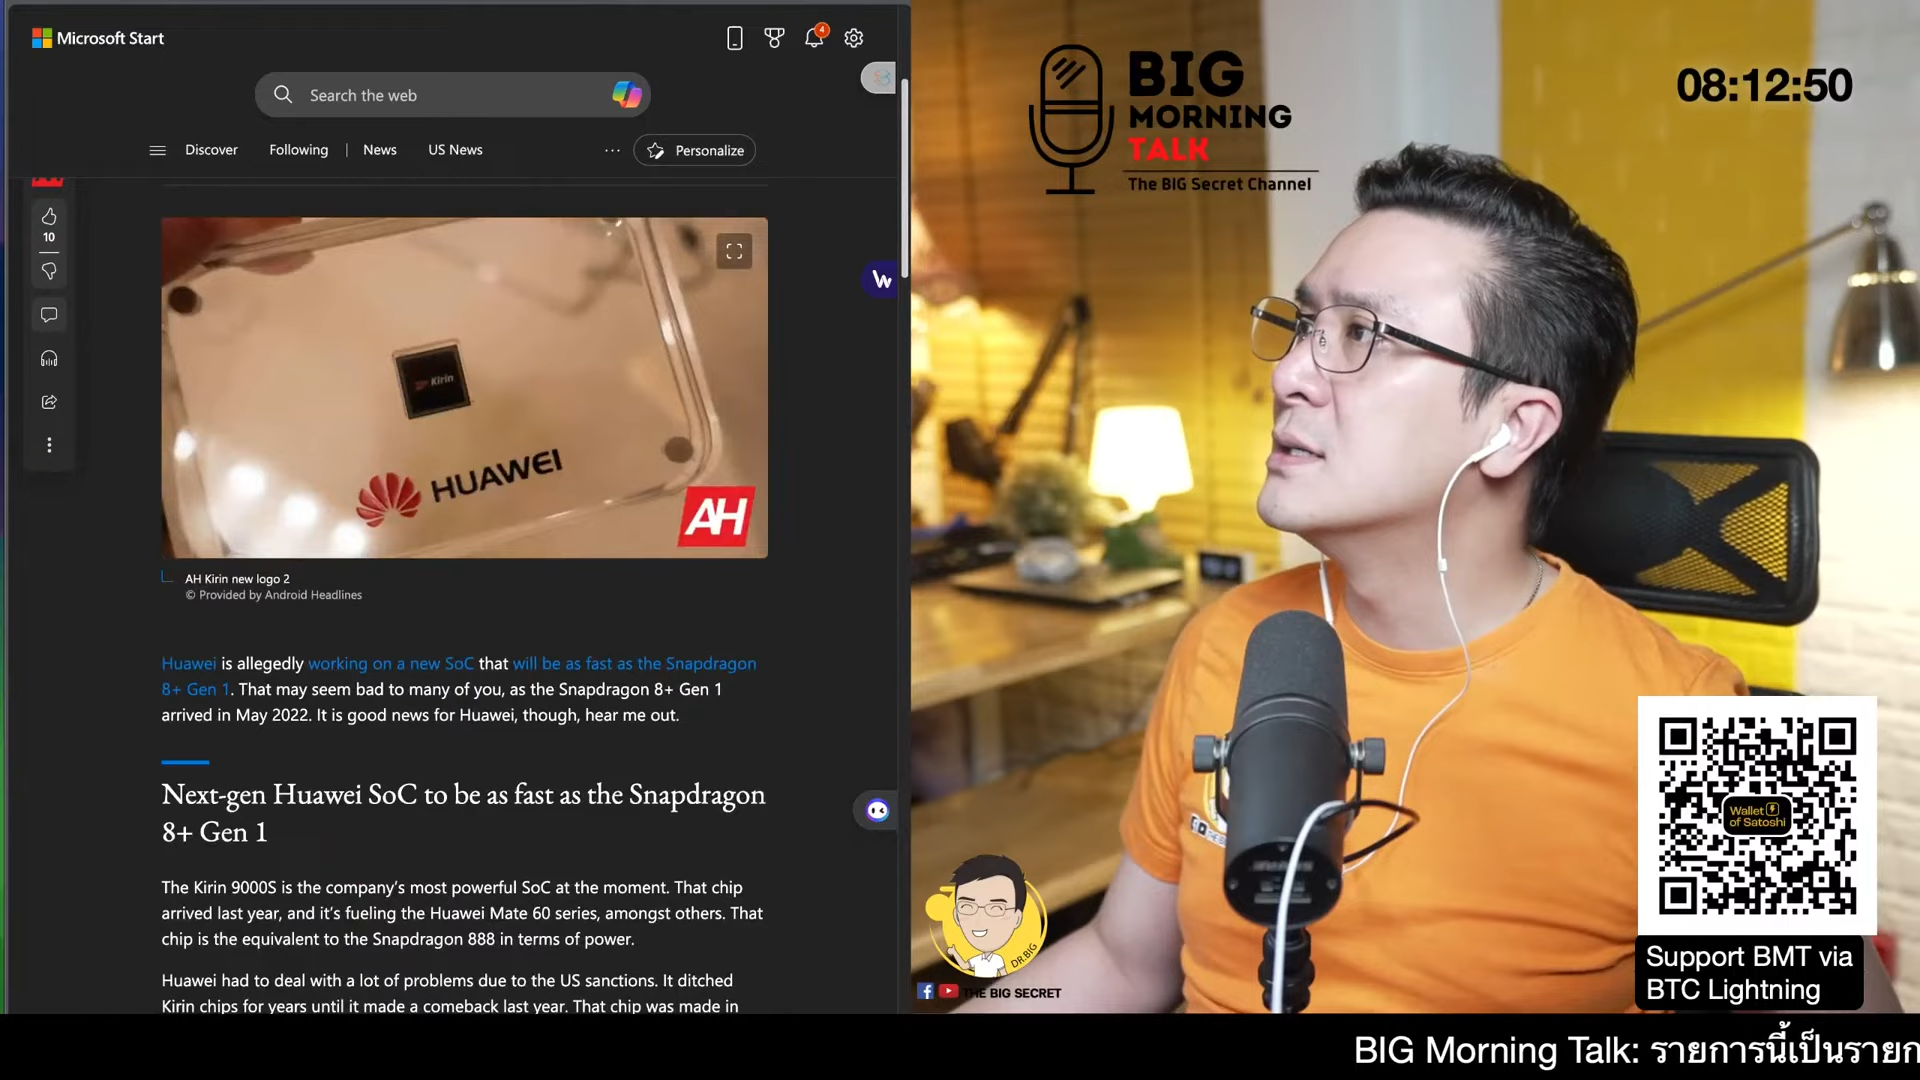 Microsoft Start
4
Search the web
Discover
Following
News
US News
Personalize
10
W
Kirin
HUAWEI
AH
AH Kirin new logo 2
© Provided by Android Headlines
Huawei is allegedly working on a new SoC that will be as fast as the Snapdragon
8+ Gen 1. That may seem bad to many of you, as the Snapdragon 8+ Gen 1
arrived in May 2022. It is good news for Huawei, though, hear me out.
Next-gen Huawei SoC to be as fast as the Snapdragon
8+ Gen 1
The Kirin 9000S is the company’s most powerful SoC at the moment. That chip
arrived last year, and it’s fueling the Huawei Mate 60 series, amongst others. That
chip is the equivalent to the Snapdragon 888 in terms of power.
Huawei had to deal with a lot of problems due to the US sanctions. It ditched
Kirin chips for years until it made a comeback last year. That chip was made in
BIG
MORNING
TALK
The BIG Secret Channel
08:12:50
DR.BIG
THE BIG SECRET
Wallet
of Satoshi
Support BMT via
BTC Lightning
BIG Morning Talk: รายการนี้เป็นรายก